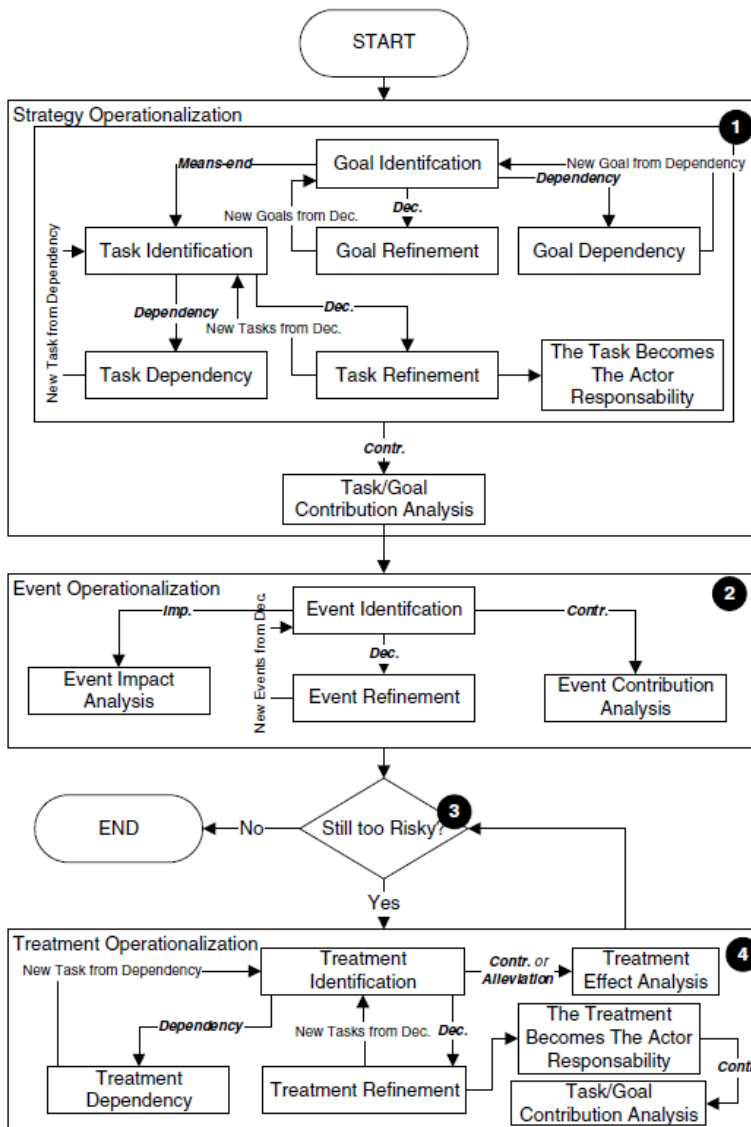 START
Strategy Operationalization
1
Means-end
Goal Identifcation
New Goal from Dependency
Dependency
New Goals from Dec.
Dec.
Task Identification
Goal Refinement
Goal Dependency
New Task from Dependency
Dependency
Dec.
New Tasks from Dec.
Task Dependency
Task Refinement
The Task Becomes
The Actor
Responsability
Contr.
Task/Goal
Contribution Analysis
Event Operationalization
2
Imp.
Event Identifcation
Contr.
New Events from Dec.
Dec.
Event Impact
Analysis
Event Refinement
Event Contribution
Analysis
END
No
Still too Risky?
3
Yes
Treatment Operationalization
4
New Task from Dependency
Treatment
Identification
Contr. or
Alleviation
Treatment
Effect Analysis
Dependency
New Tasks from Dec.
Dec.
The Treatment
Becomes The Actor
Responsability
Contr
Treatment
Dependency
Treatment Refinement
Task/Goal
Contribution Analysis